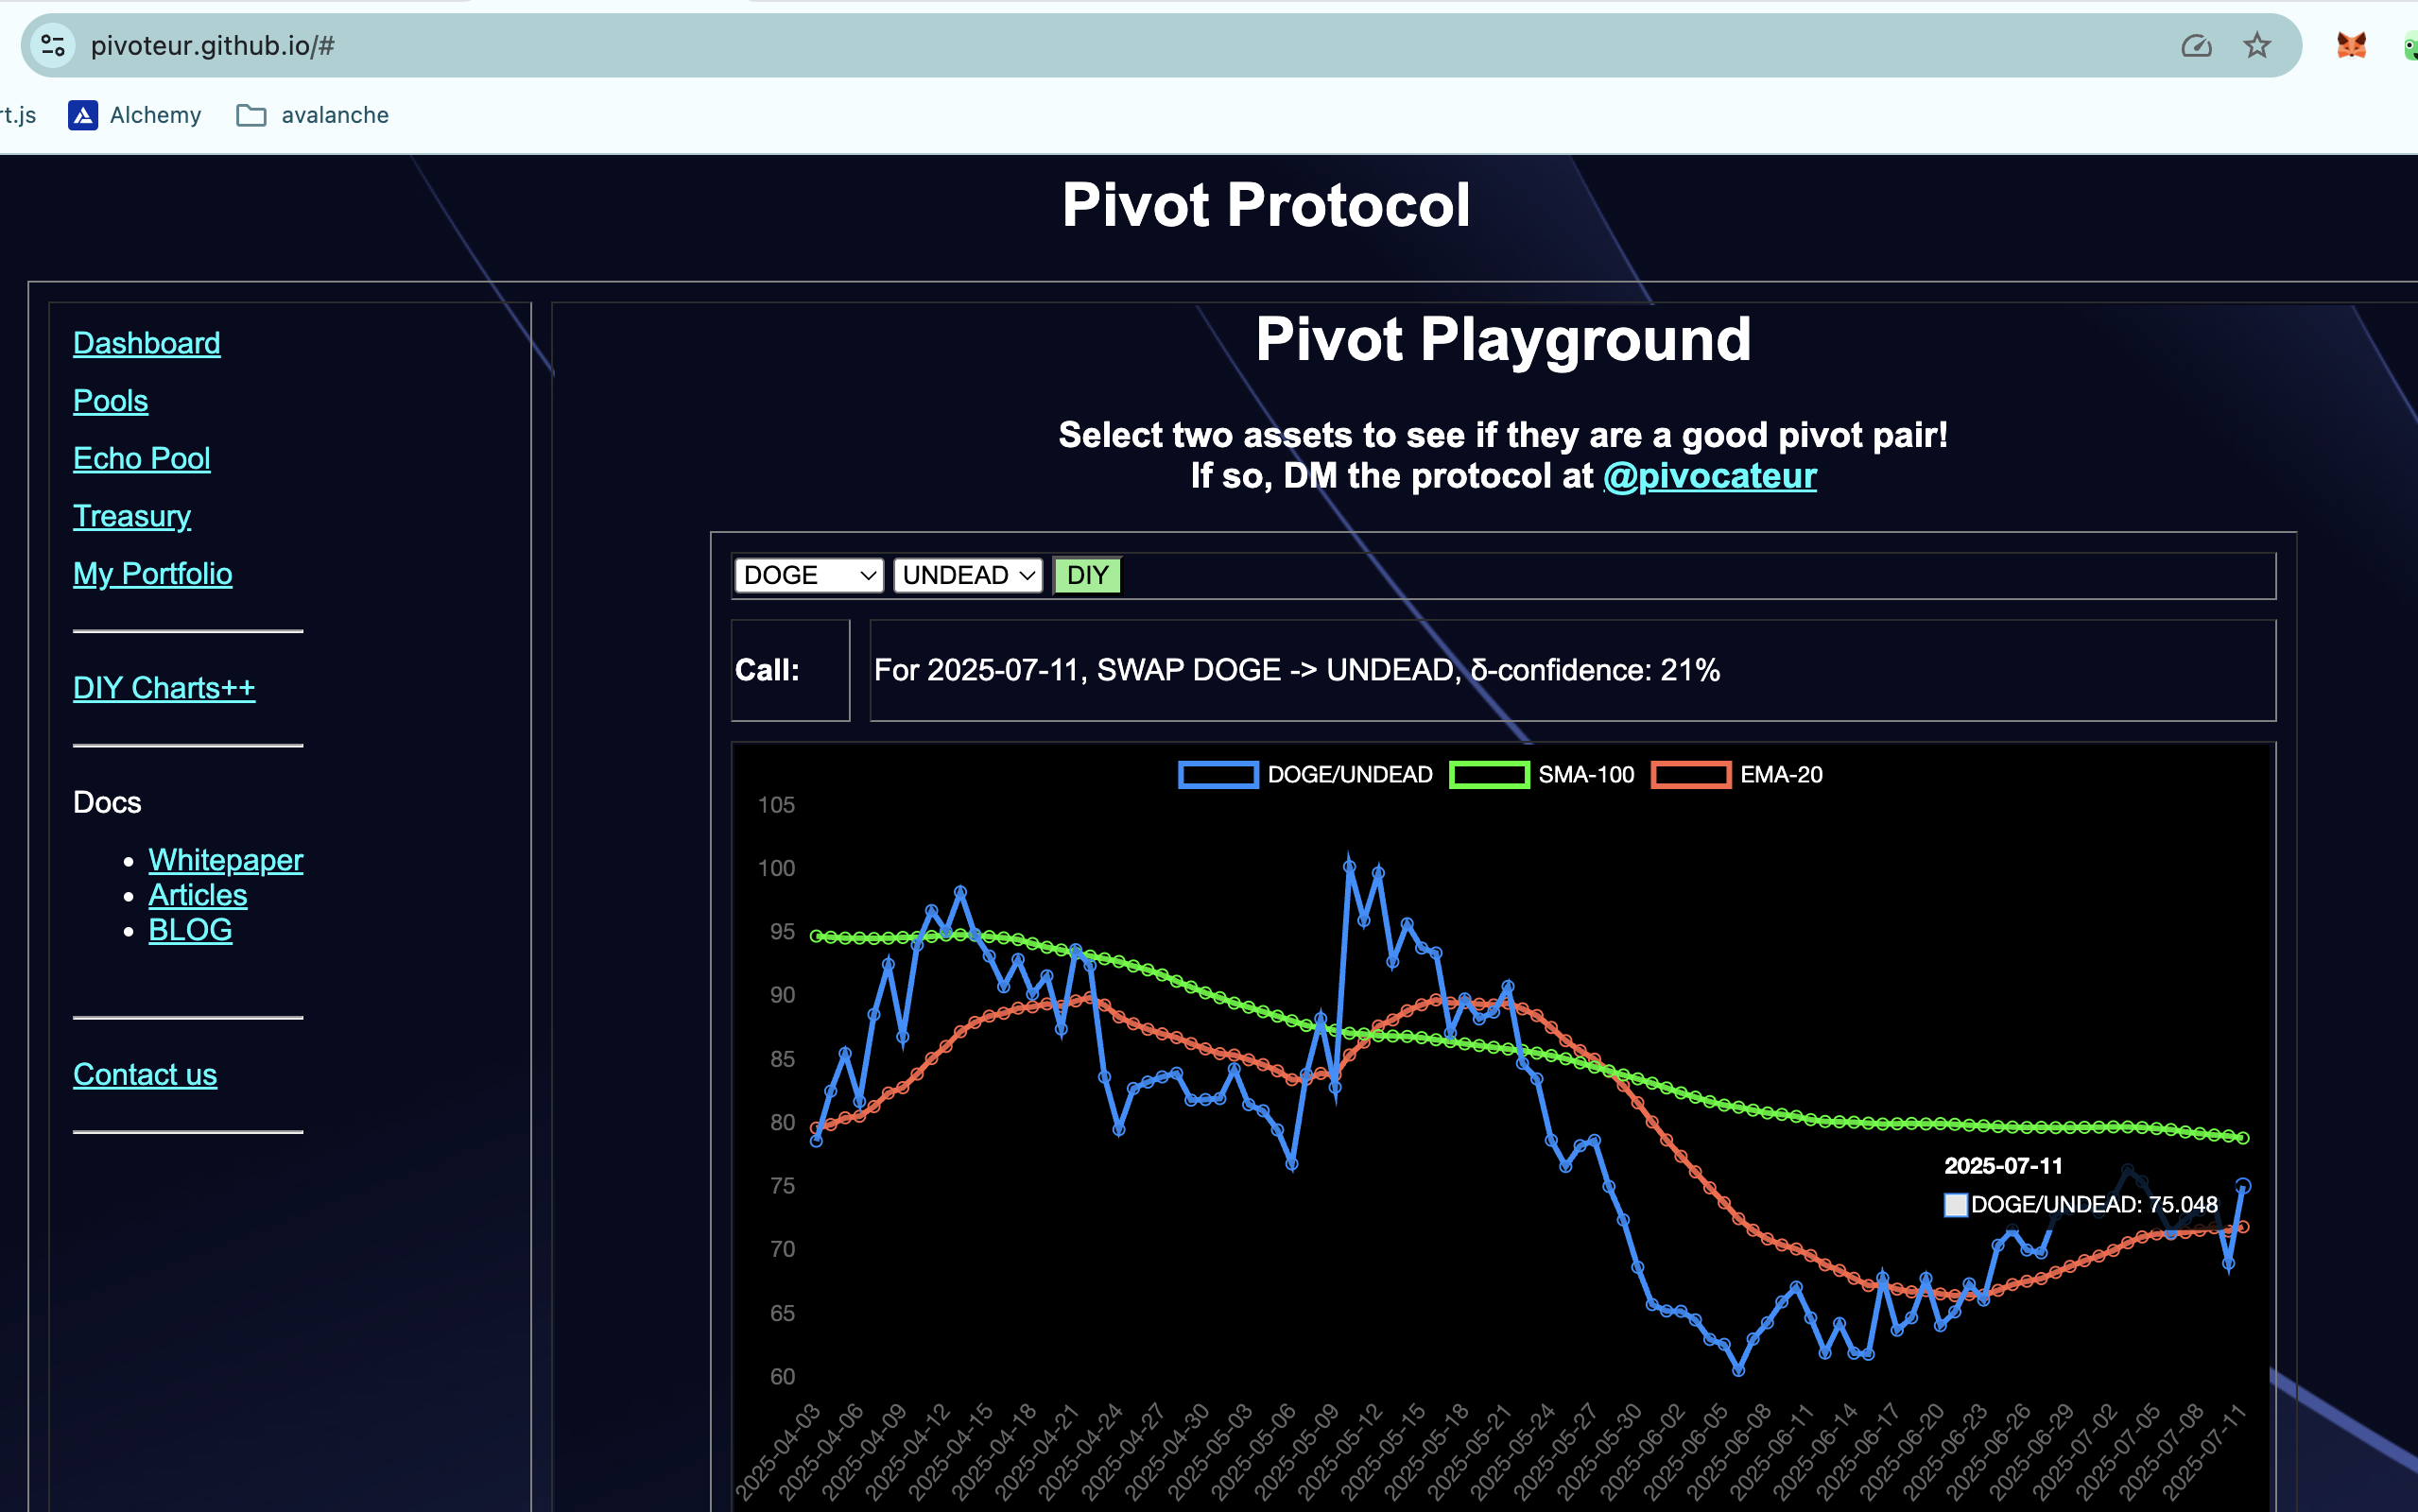 pivoteur.github.io/#
rt.js
Alchemy
avalanche
Pivot Protocol
Dashboard
Pools
Echo Pool
Treasury
My Portfolio
DIY Charts++
Docs
Whitepaper
Articles
BLOG
Contact us
Pivot Playground
Select two assets to see if they are a good pivot pair!
If so, DM the protocol at @pivocateur
DOGE UNDEAD DIY
Call: For 2025-07-11, SWAP DOGE -> UNDEAD, δ-confidence: 21%
DOGE/UNDEAD SMA-100 EMA-20
105
100
95
90
85
80
75
70
65
60
2025-07-11
DOGE/UNDEAD: 75.048
2025-04-03
2025-04-06
2025-04-09
2025-04-12
2025-04-15
2025-04-18
2025-04-21
2025-04-24
2025-04-27
2025-04-30
2025-05-03
2025-05-06
2025-05-09
2025-05-12
2025-05-15
2025-05-18
2025-05-21
2025-05-24
2025-05-27
2025-05-30
2025-06-02
2025-06-05
2025-06-08
2025-06-11
2025-06-14
2025-06-17
2025-06-20
2025-06-23
2025-06-26
2025-06-29
2025-07-02
2025-07-05
2025-07-08
2025-07-11